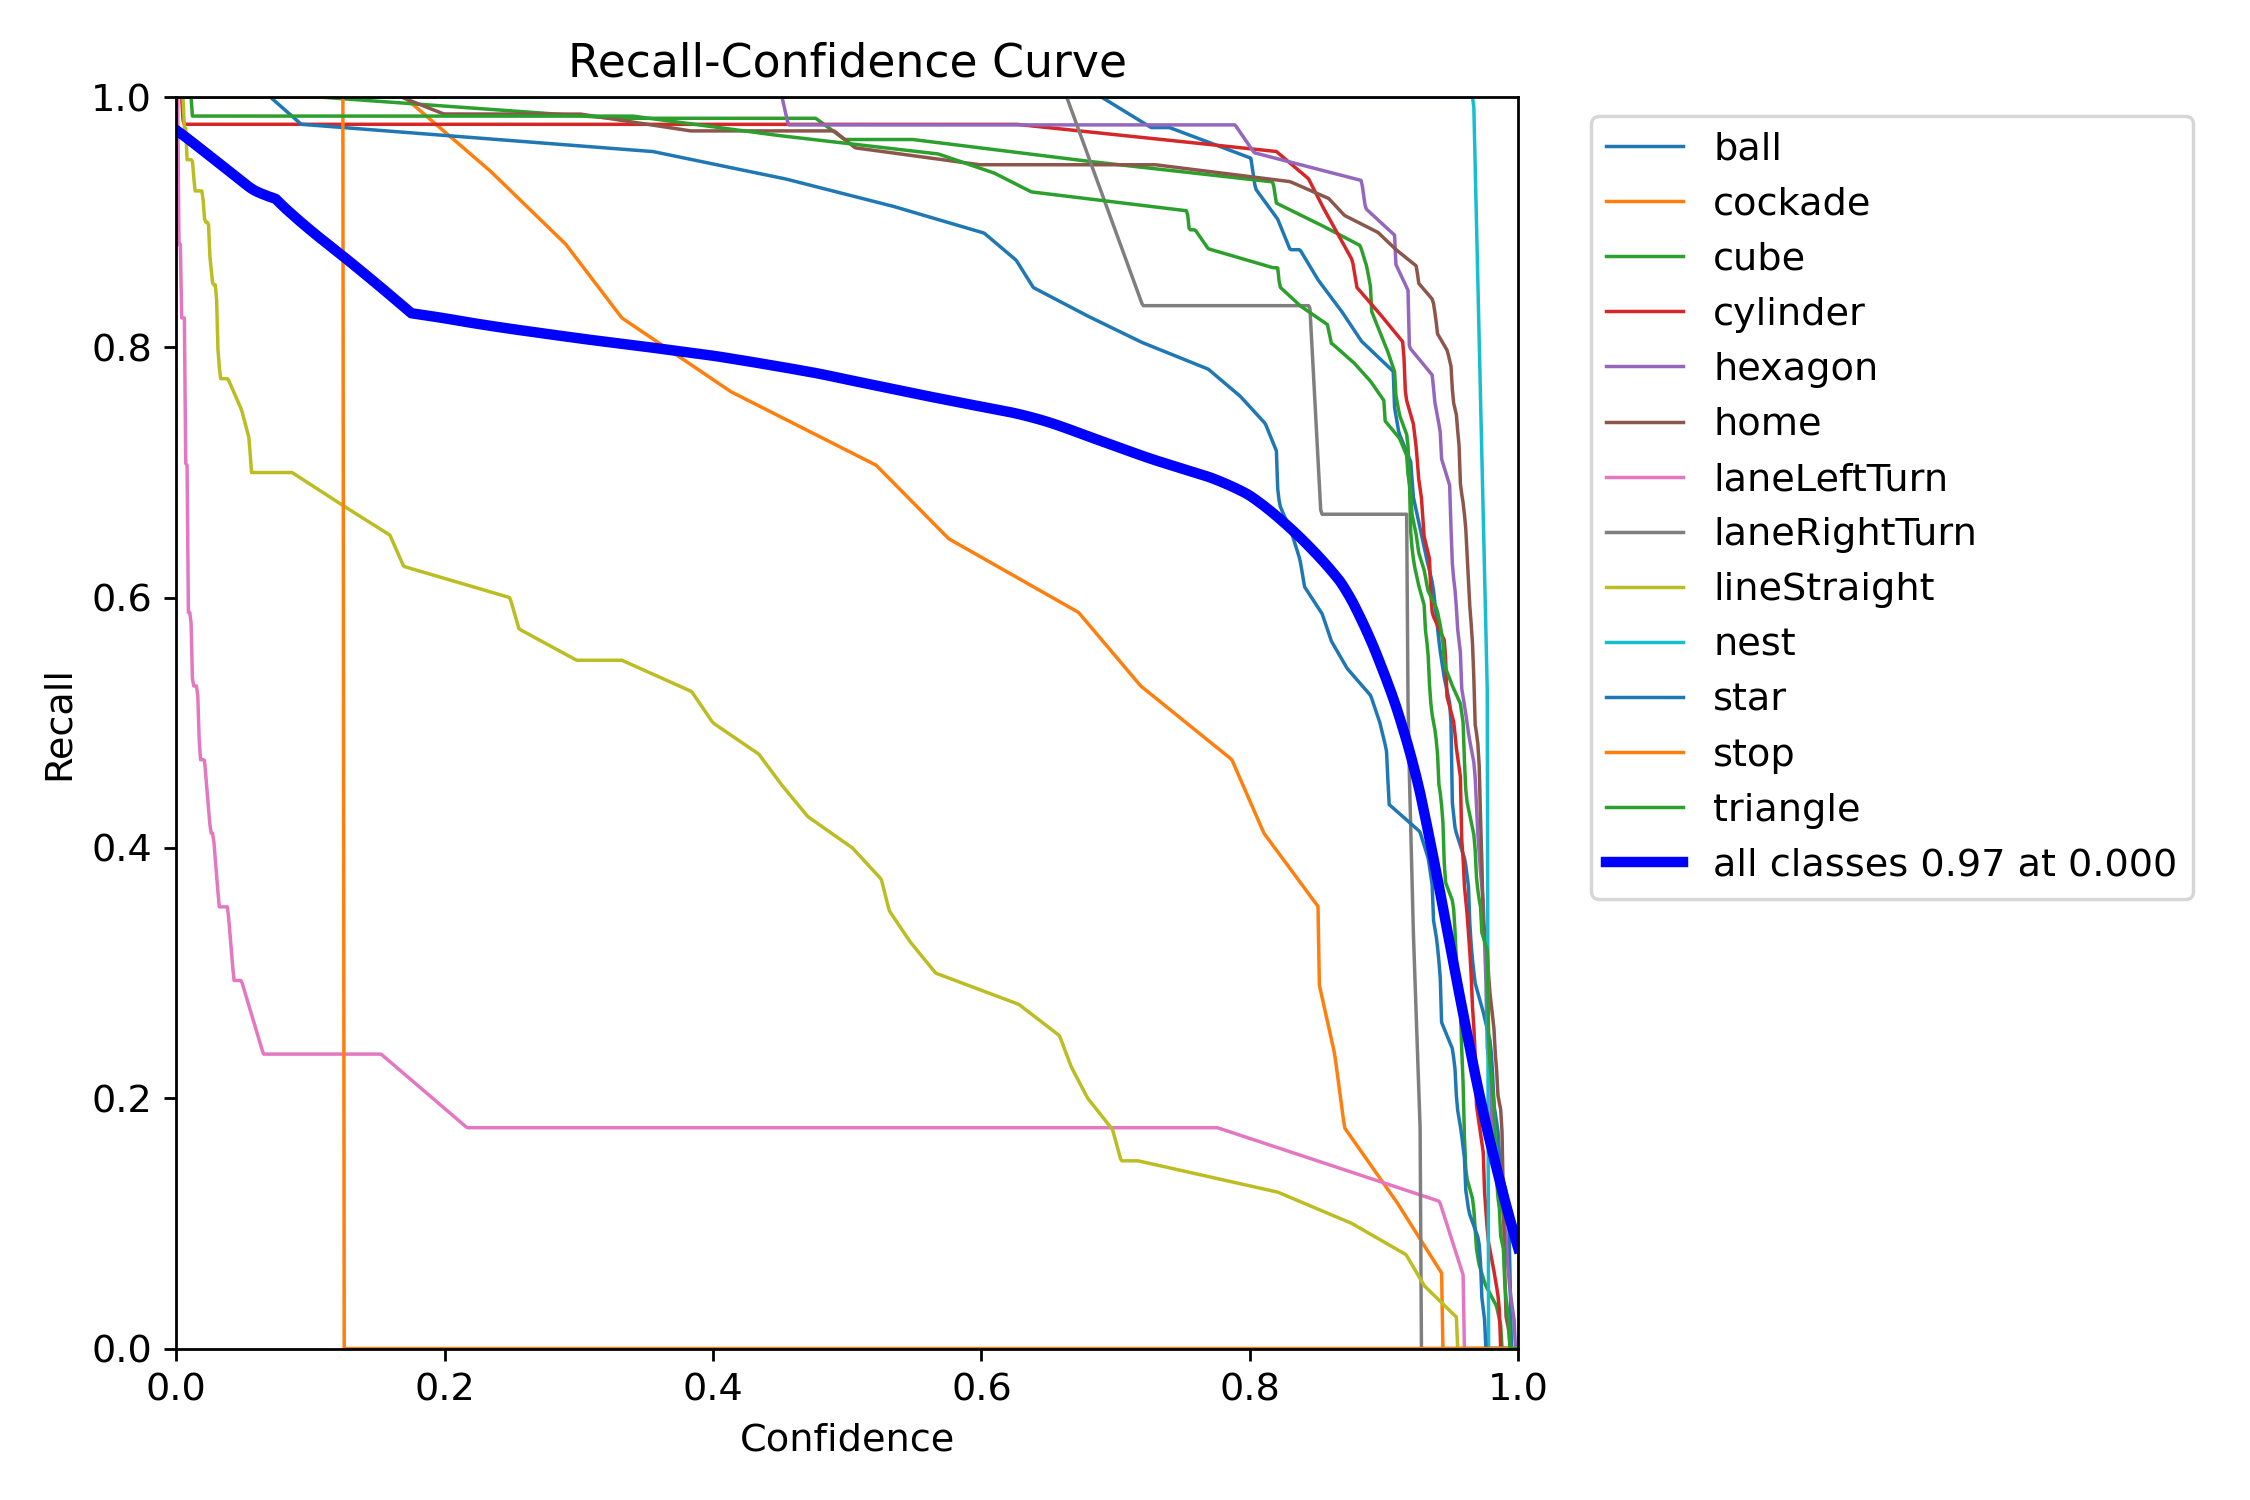 Recall-Confidence Curve
1.0
0.8
0.6
0.4
0.2
0.0
Recall
0.0 0.2 0.4 0.6 0.8 1.0
Confidence
ball
cockade
cube
cylinder
hexagon
home
laneLeftTurn
laneRightTurn
lineStraight
nest
star
stop
triangle
all classes 0.97 at 0.000